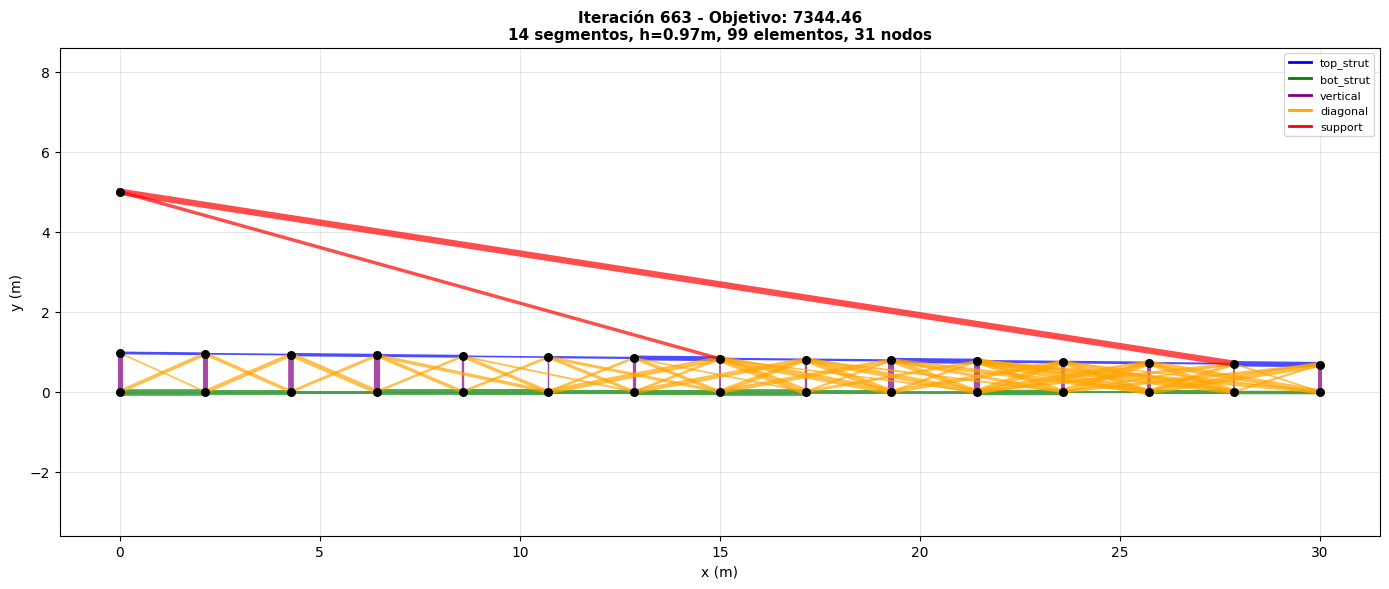 Iteración 663 - Objetivo: 7344.46
14 segmentos, h=0.97m, 99 elementos, 31 nodos
top_strut
bot_strut
vertical
diagonal
support
8
6
4
2
0
−2
y (m)
0
5
10
15
20
25
30
x (m)